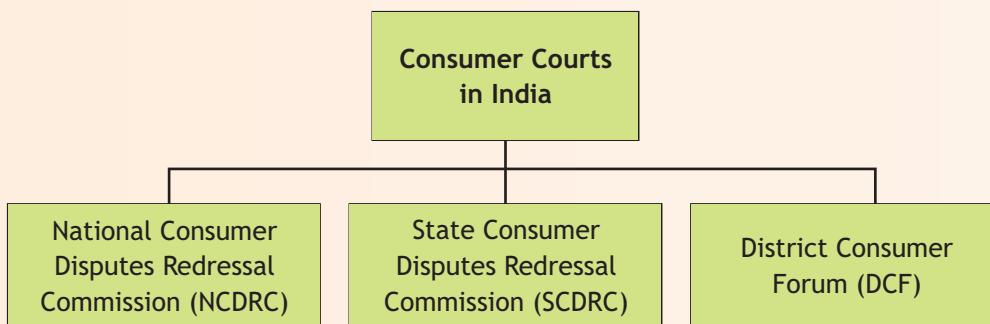 Consumer Courts
in India
National Consumer
Disputes Redressal
Commission (NCDRC)
State Consumer
Disputes Redressal
Commission (SCDRC)
District Consumer
Forum (DCF)